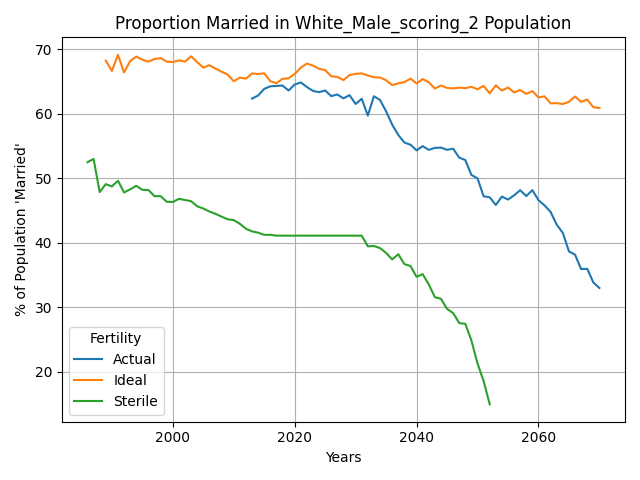 Proportion Married in White_Male_scoring_2 Population
% of Population 'Married'
70
60
50
40
30
20
Fertility
Actual
Ideal
Sterile
2000
2020
2040
2060
Years